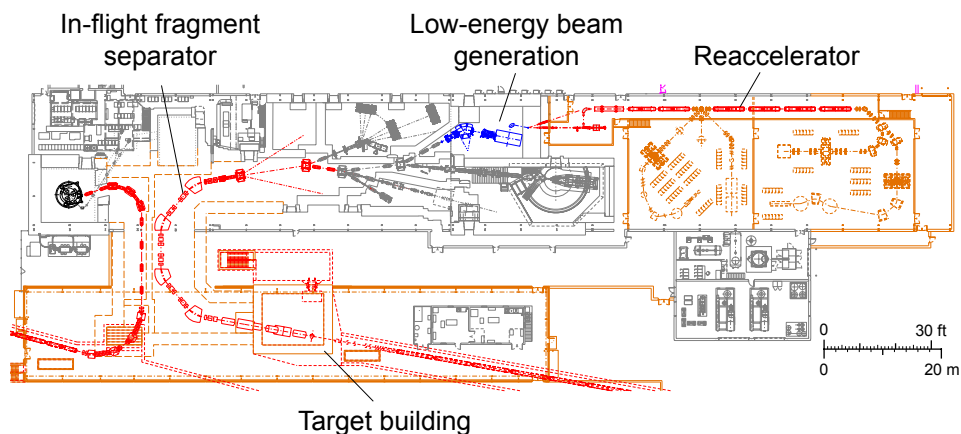 In-flight fragment
separator
Low-energy beam
generation
Reaccelerator
0
30 ft
0
20 m
Target building